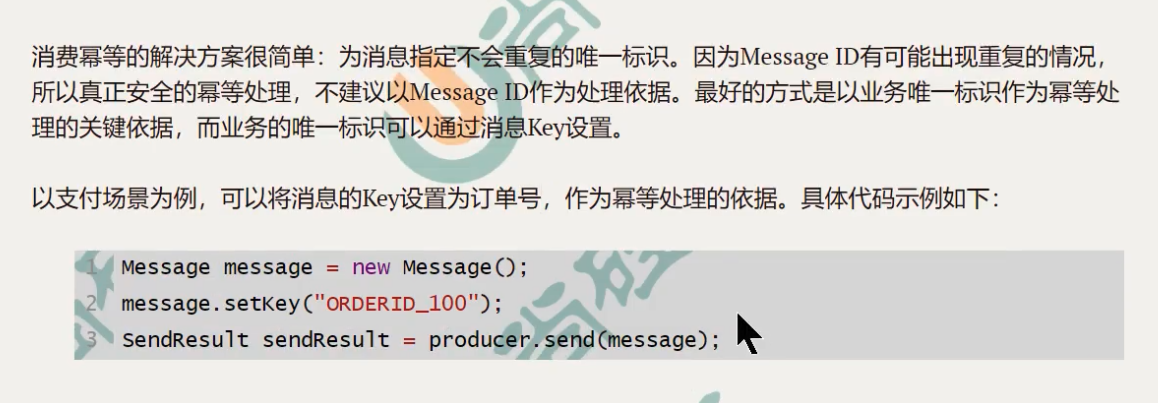 消费幂等的解决方案很简单：为消息指定不会重复的唯一标识。因为Message ID有可能出现重复的情况，
所以真正安全的幂等处理，不建议以Message ID作为处理依据。最好的方式是以业务唯一标识作为幂等处
理的关键依据，而业务的唯一标识可以通过消息Key设置。
以支付场景为例，可以将消息的Key设置为订单号，作为幂等处理的依据。具体代码示例如下：
1 Message message = new Message();
2 message.setKey("ORDERID_100");
3 SendResult sendResult = producer.send(message);